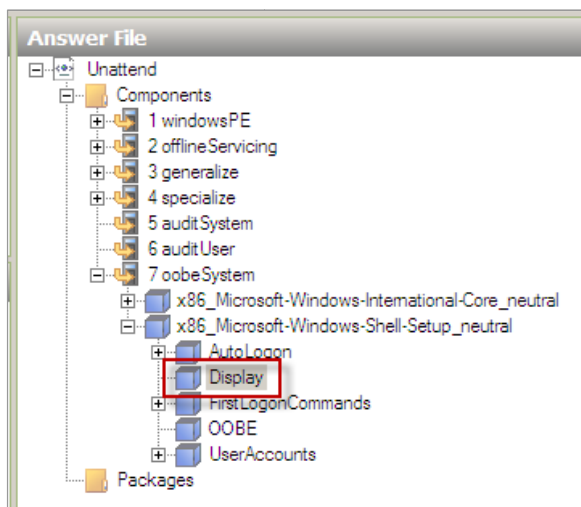 Answer File
Unattend
Components
1 windowsPE
2 offlineServicing
3 generalize
4 specialize
5 auditSystem
6 auditUser
7 oobeSystem
x86_Microsoft-Windows-International-Core_neutral
x86_Microsoft-Windows-Shell-Setup_neutral
AutoLogon
Display
FirstLogonCommands
OOBE
UserAccounts
Packages